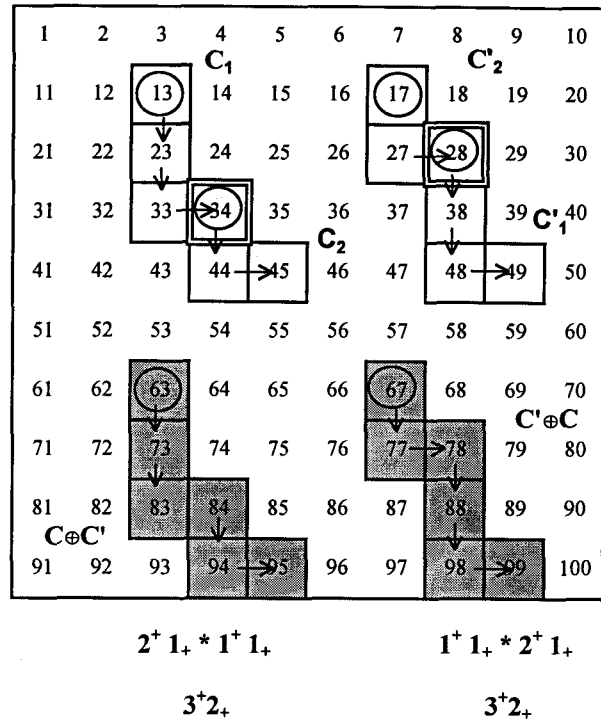 1 2 3 4 5 6 7 8 9 10
C₁ C'₂
11 12 13 14 15 16 17 18 19 20
21 22 23 24 25 26 27 28 29 30
31 32 33 34 35 36 37 38 39 40
C₂ C'₁
41 42 43 44 45 46 47 48 49 50
51 52 53 54 55 56 57 58 59 60
61 62 63 64 65 66 67 68 69 70
C'⊕C
71 72 73 74 75 76 77 78 79 80
81 82 83 84 85 86 87 88 89 90
C⊕C'
91 92 93 94 95 96 97 98 99 100
2⁺ 1₊ * 1⁺ 1₊ 1⁺ 1₊ * 2⁺ 1₊
3⁺2₊ 3⁺2₊